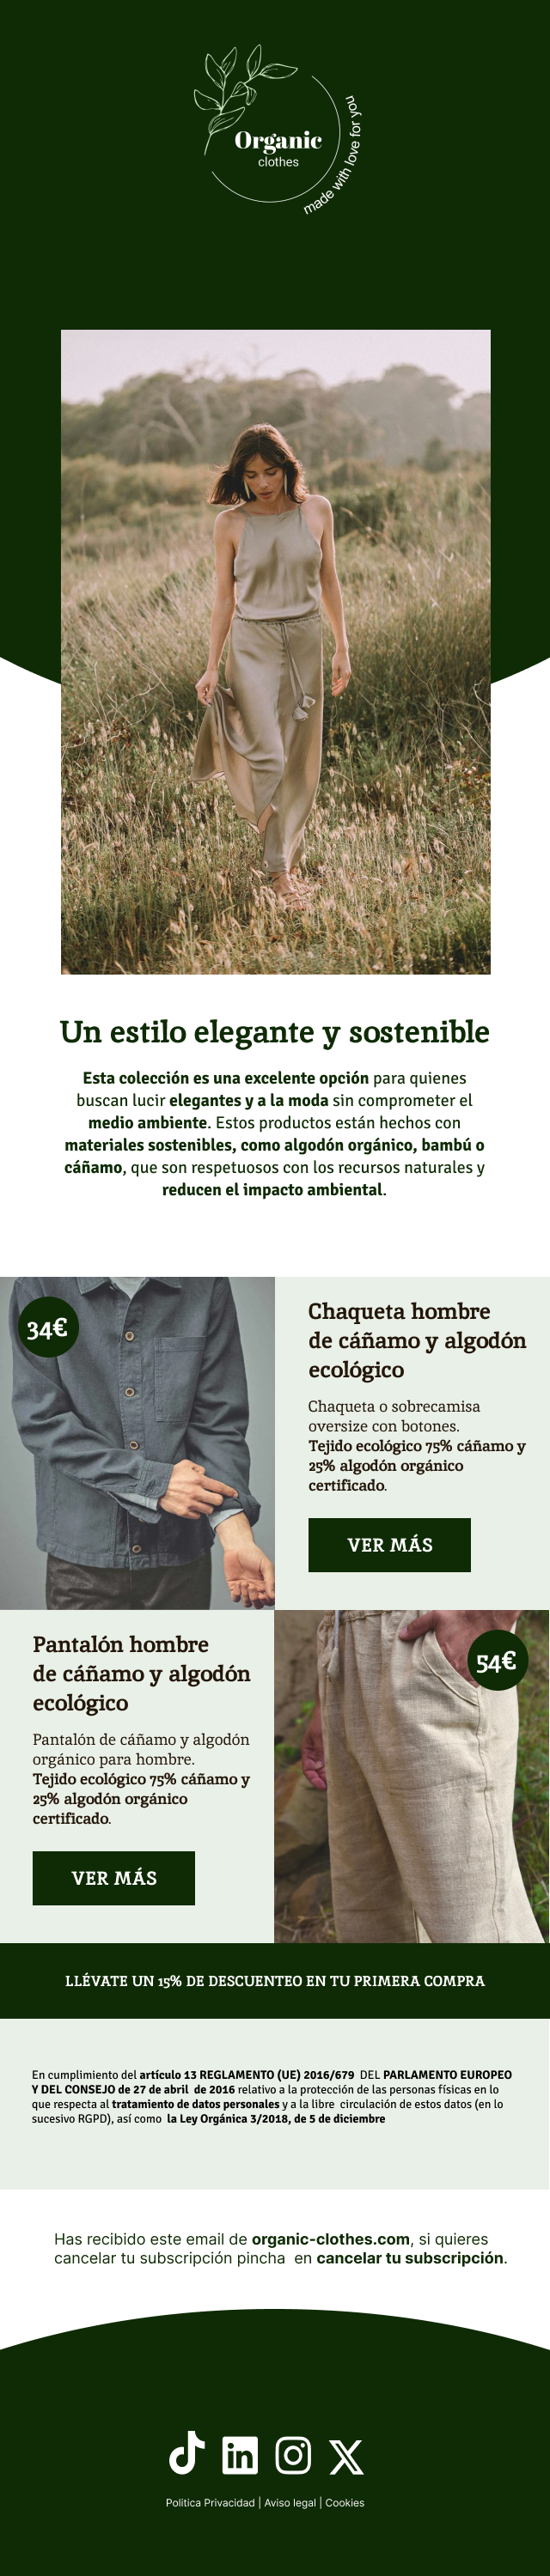 Organic
clothes
made with love for you
Un estilo elegante y sostenible
Esta colección es una excelente opción para quienes
buscan lucir elegantes y a la moda sin comprometer el
medio ambiente. Estos productos están hechos con
materiales sostenibles, como algodón orgánico, bambú o
cáñamo, que son respetuosos con los recursos naturales y
reducen el impacto ambiental.
34€
Chaqueta hombre
de cáñamo y algodón
ecológico
Chaqueta o sobrecamisa
oversize con botones.
Tejido ecológico 75% cáñamo y
25% algodón orgánico
certificado.
VER MÁS
Pantalón hombre
de cáñamo y algodón
ecológico
Pantalón de cáñamo y algodón
orgánico para hombre.
Tejido ecológico 75% cáñamo y
25% algodón orgánico
certificado.
VER MÁS
54€
LLÉVATE UN 15% DE DESCUENTEO EN TU PRIMERA COMPRA
En cumplimiento del artículo 13 REGLAMENTO (UE) 2016/679 DEL PARLAMENTO EUROPEO
Y DEL CONSEJO de 27 de abril de 2016 relativo a la protección de las personas físicas en lo
que respecta al tratamiento de datos personales y a la libre circulación de estos datos (en lo
sucesivo RGPD), así como la Ley Orgánica 3/2018, de 5 de diciembre
Has recibido este email de organic-clothes.com, si quieres
cancelar tu subscripción pincha en cancelar tu subscripción.
in
Politica Privacidad | Aviso legal | Cookies